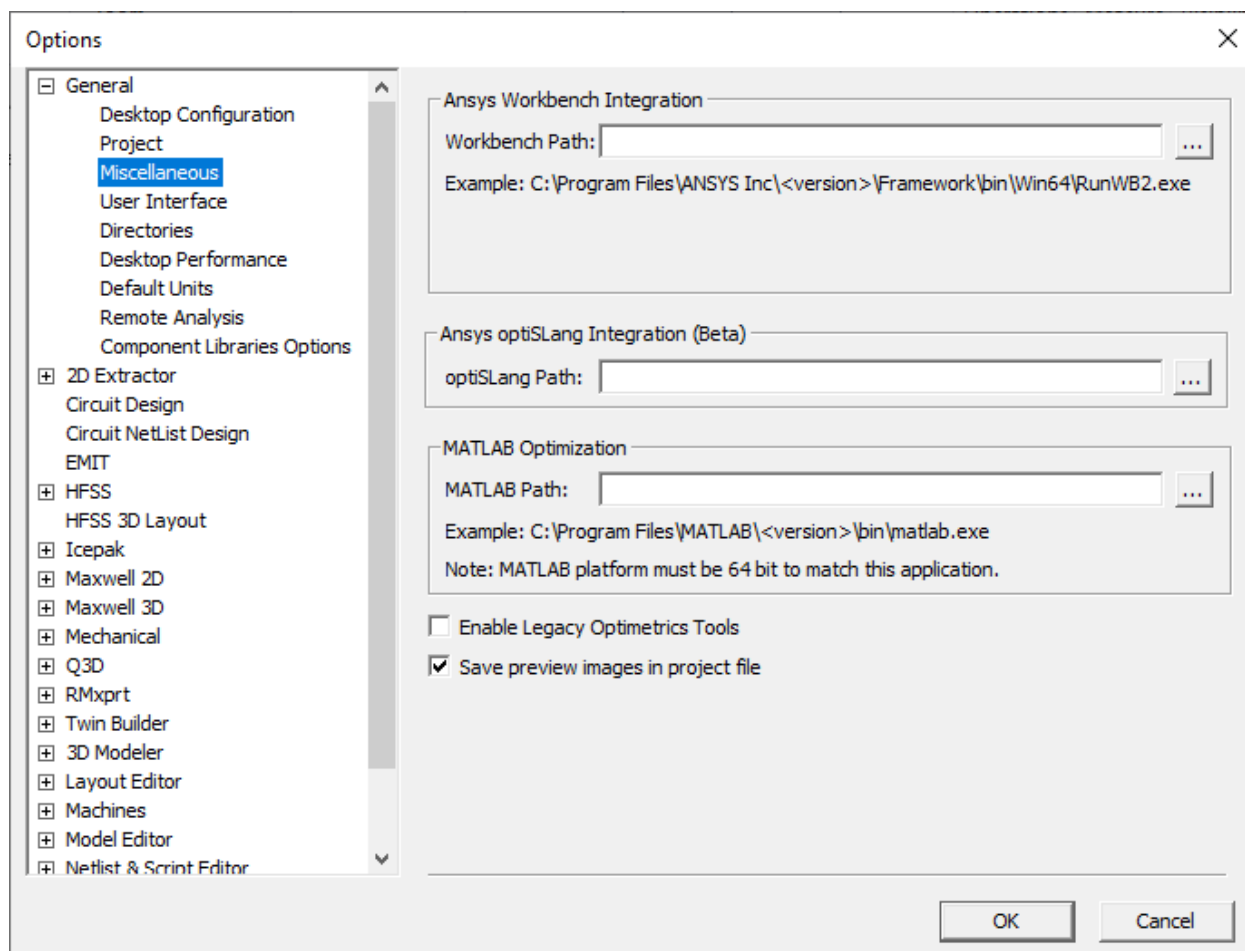 Options
General
Desktop Configuration
Project
Miscellaneous
User Interface
Directories
Desktop Performance
Default Units
Remote Analysis
Component Libraries Options
2D Extractor
Circuit Design
Circuit NetList Design
EMIT
HFSS
HFSS 3D Layout
Icepak
Maxwell 2D
Maxwell 3D
Mechanical
Q3D
RMxprt
Twin Builder
3D Modeler
Layout Editor
Machines
Model Editor
Netlist & Script Editor
Ansys Workbench Integration
Workbench Path:
...
Example: C:\Program Files\ANSYS Inc\<version>\Framework\bin\Win64\RunWB2.exe
Ansys optiSLang Integration (Beta)
optiSLang Path:
...
MATLAB Optimization
MATLAB Path:
...
Example: C:\Program Files\MATLAB\<version>\bin\matlab.exe
Note: MATLAB platform must be 64 bit to match this application.
Enable Legacy Optimetrics Tools
Save preview images in project file
OK
Cancel